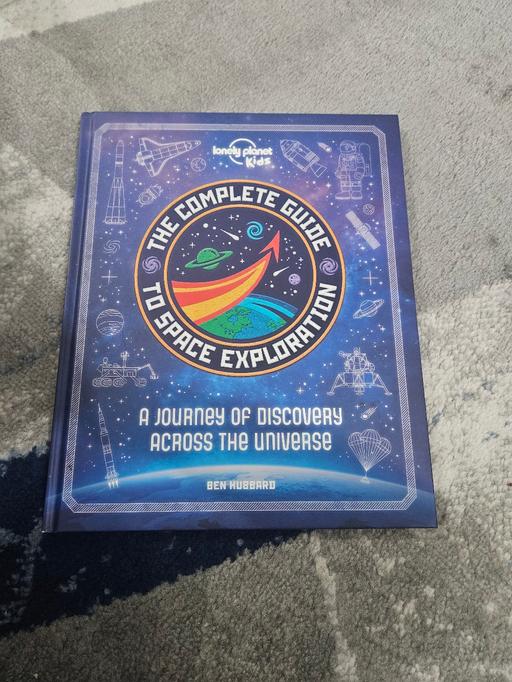 lonely planet
Kids
THE COMPLETE GUIDE
TO SPACE EXPLORATION
A JOURNEY OF DISCOVERY
ACROSS THE UNIVERSE
BEN HUBBARD